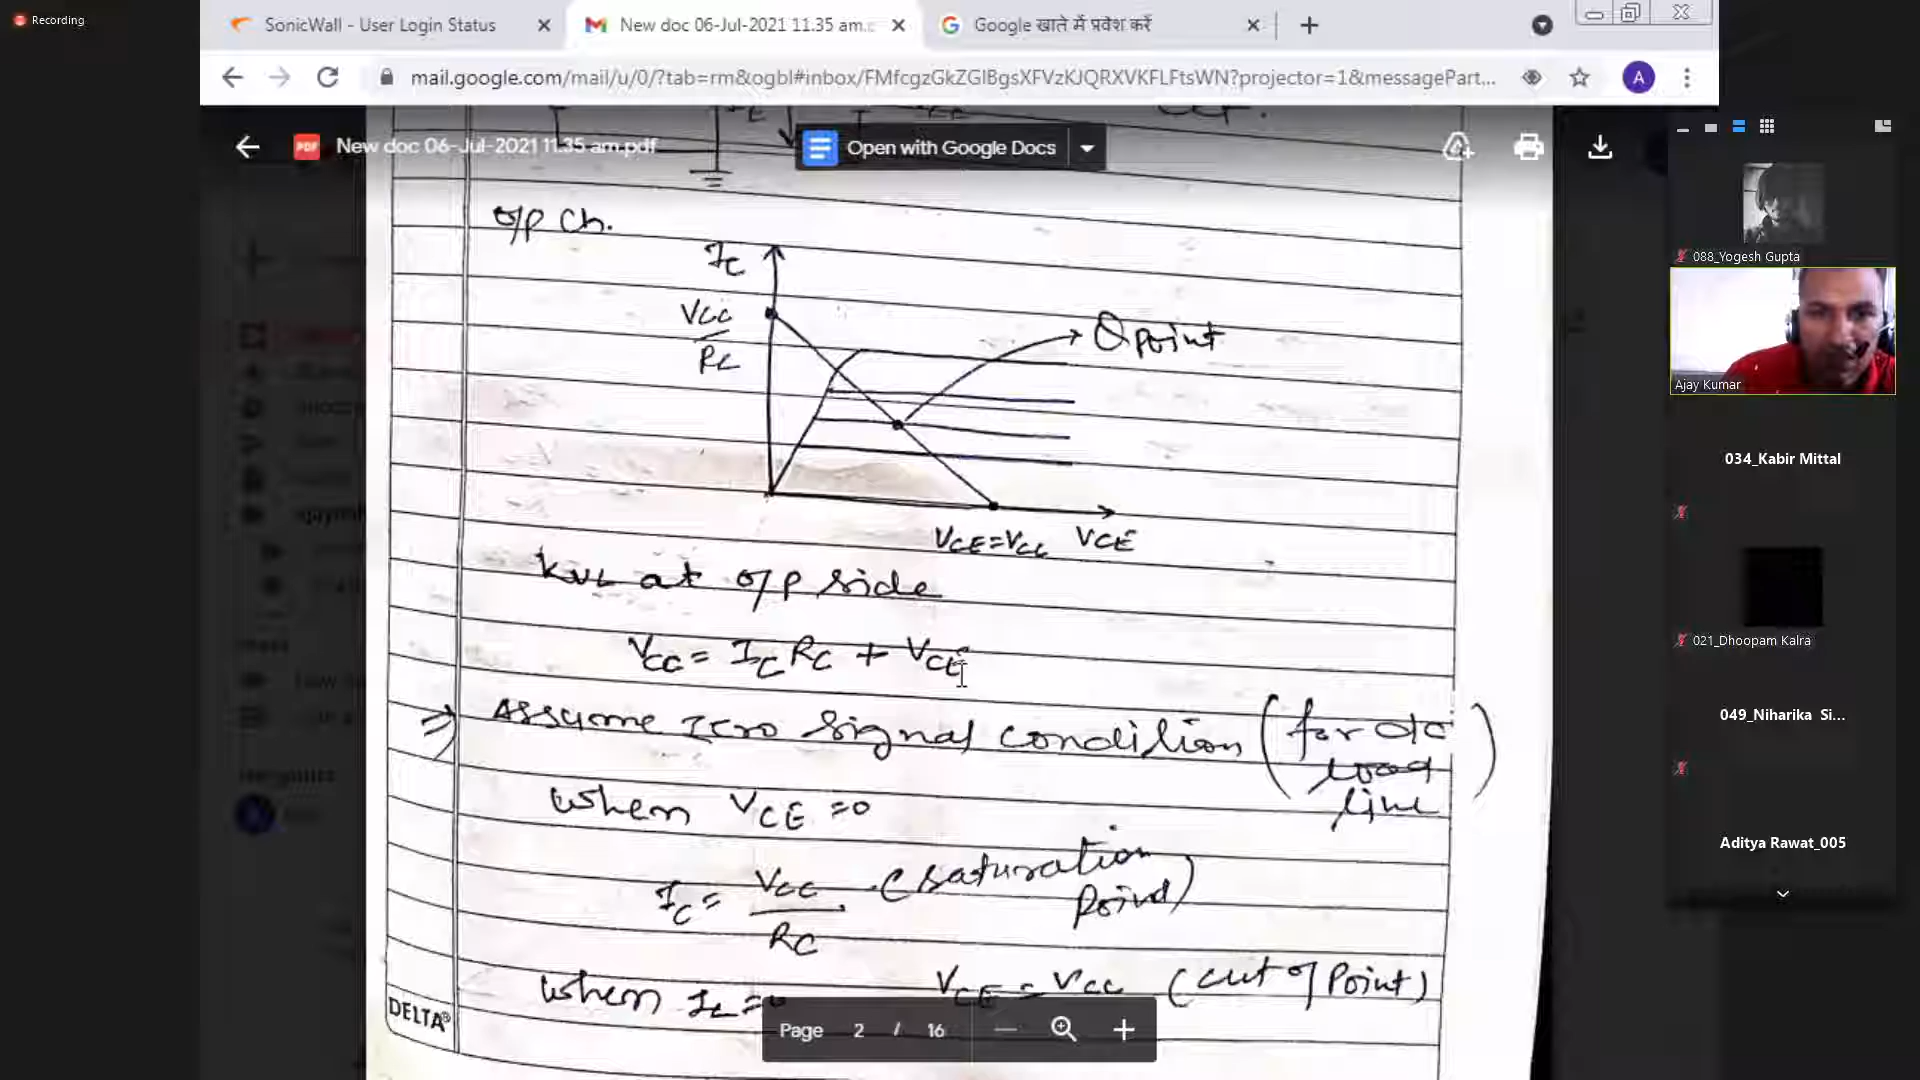 Recording
SonicWall - User Login Status
New doc 06-Jul-2021 11.35 am.
Google खाते में प्रवेश करें
mail.google.com/mail/u/0/?tab=rm&ogbl#inbox/FMfcgzGkZGlBgsXFVzKJQRXVKFLFtsWN?projector=1&messagePart...
A
PDF
New doc 06-Jul-2021 11.35 am.pdf
Open with Google Docs
O/P Ch.
IC
VCC
RC
Q Point
VCE=VCC VCE
KVL at O/P side
VCC = IC RC + VCE
⇒ Assume zero signal condition (for d/c
load
line)
When VCE =0
IC = VCC (saturation
RC Point)
When IC =0 VCE = VCC (cut of Point)
DELTA®
Page 2 / 16
088_Yogesh Gupta
Ajay Kumar
034_Kabir Mittal
021_Dhoopam Kalra
049_Niharika Si...
Aditya Rawat_005